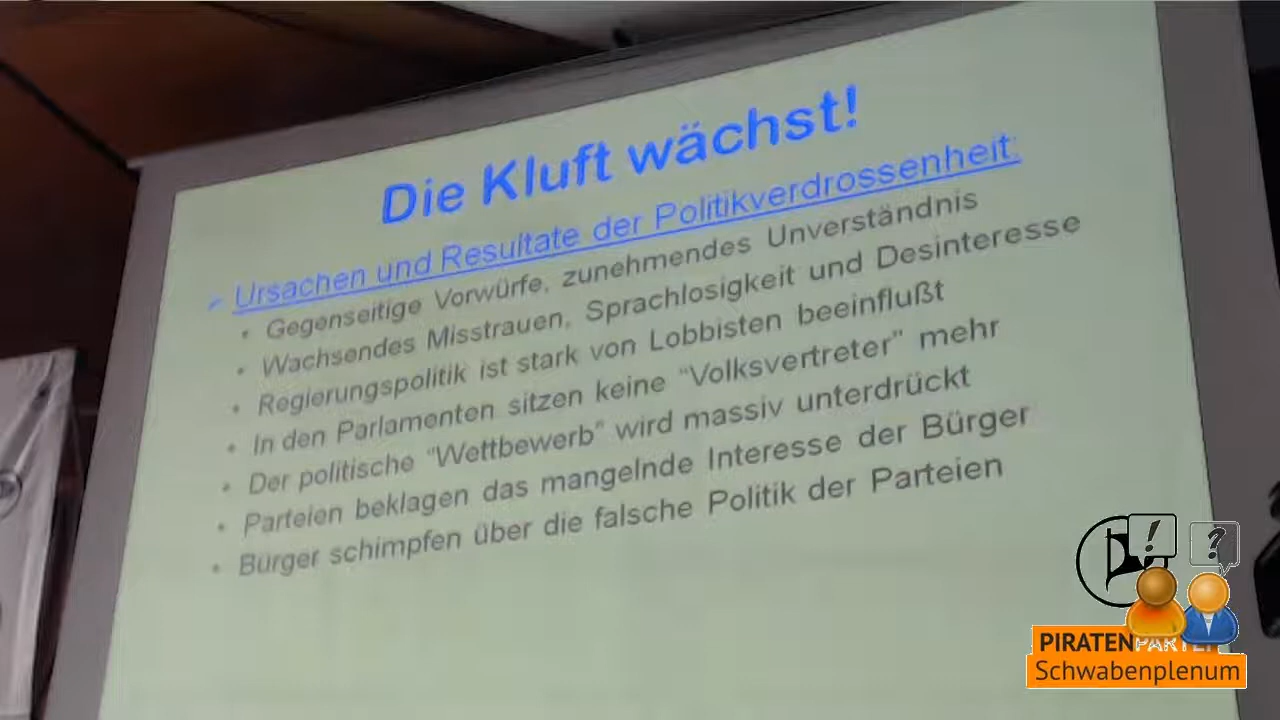 Die Kluft wächst!
Ursachen und Resultate der Politikverdrossenheit:
• Gegenseitige Vorwürfe, zunehmendes Unverständnis
• Wachsendes Misstrauen, Sprachlosigkeit und Desinteresse
• Regierungspolitik ist stark von Lobbisten beeinflußt
• In den Parlamenten sitzen keine "Volksvertreter" mehr
• Der politische "Wettbewerb" wird massiv unterdrückt
• Parteien beklagen das mangelnde Interesse der Bürger
• Bürger schimpfen über die falsche Politik der Parteien
! ?
PIRATENPARTEI
Schwabenplenum